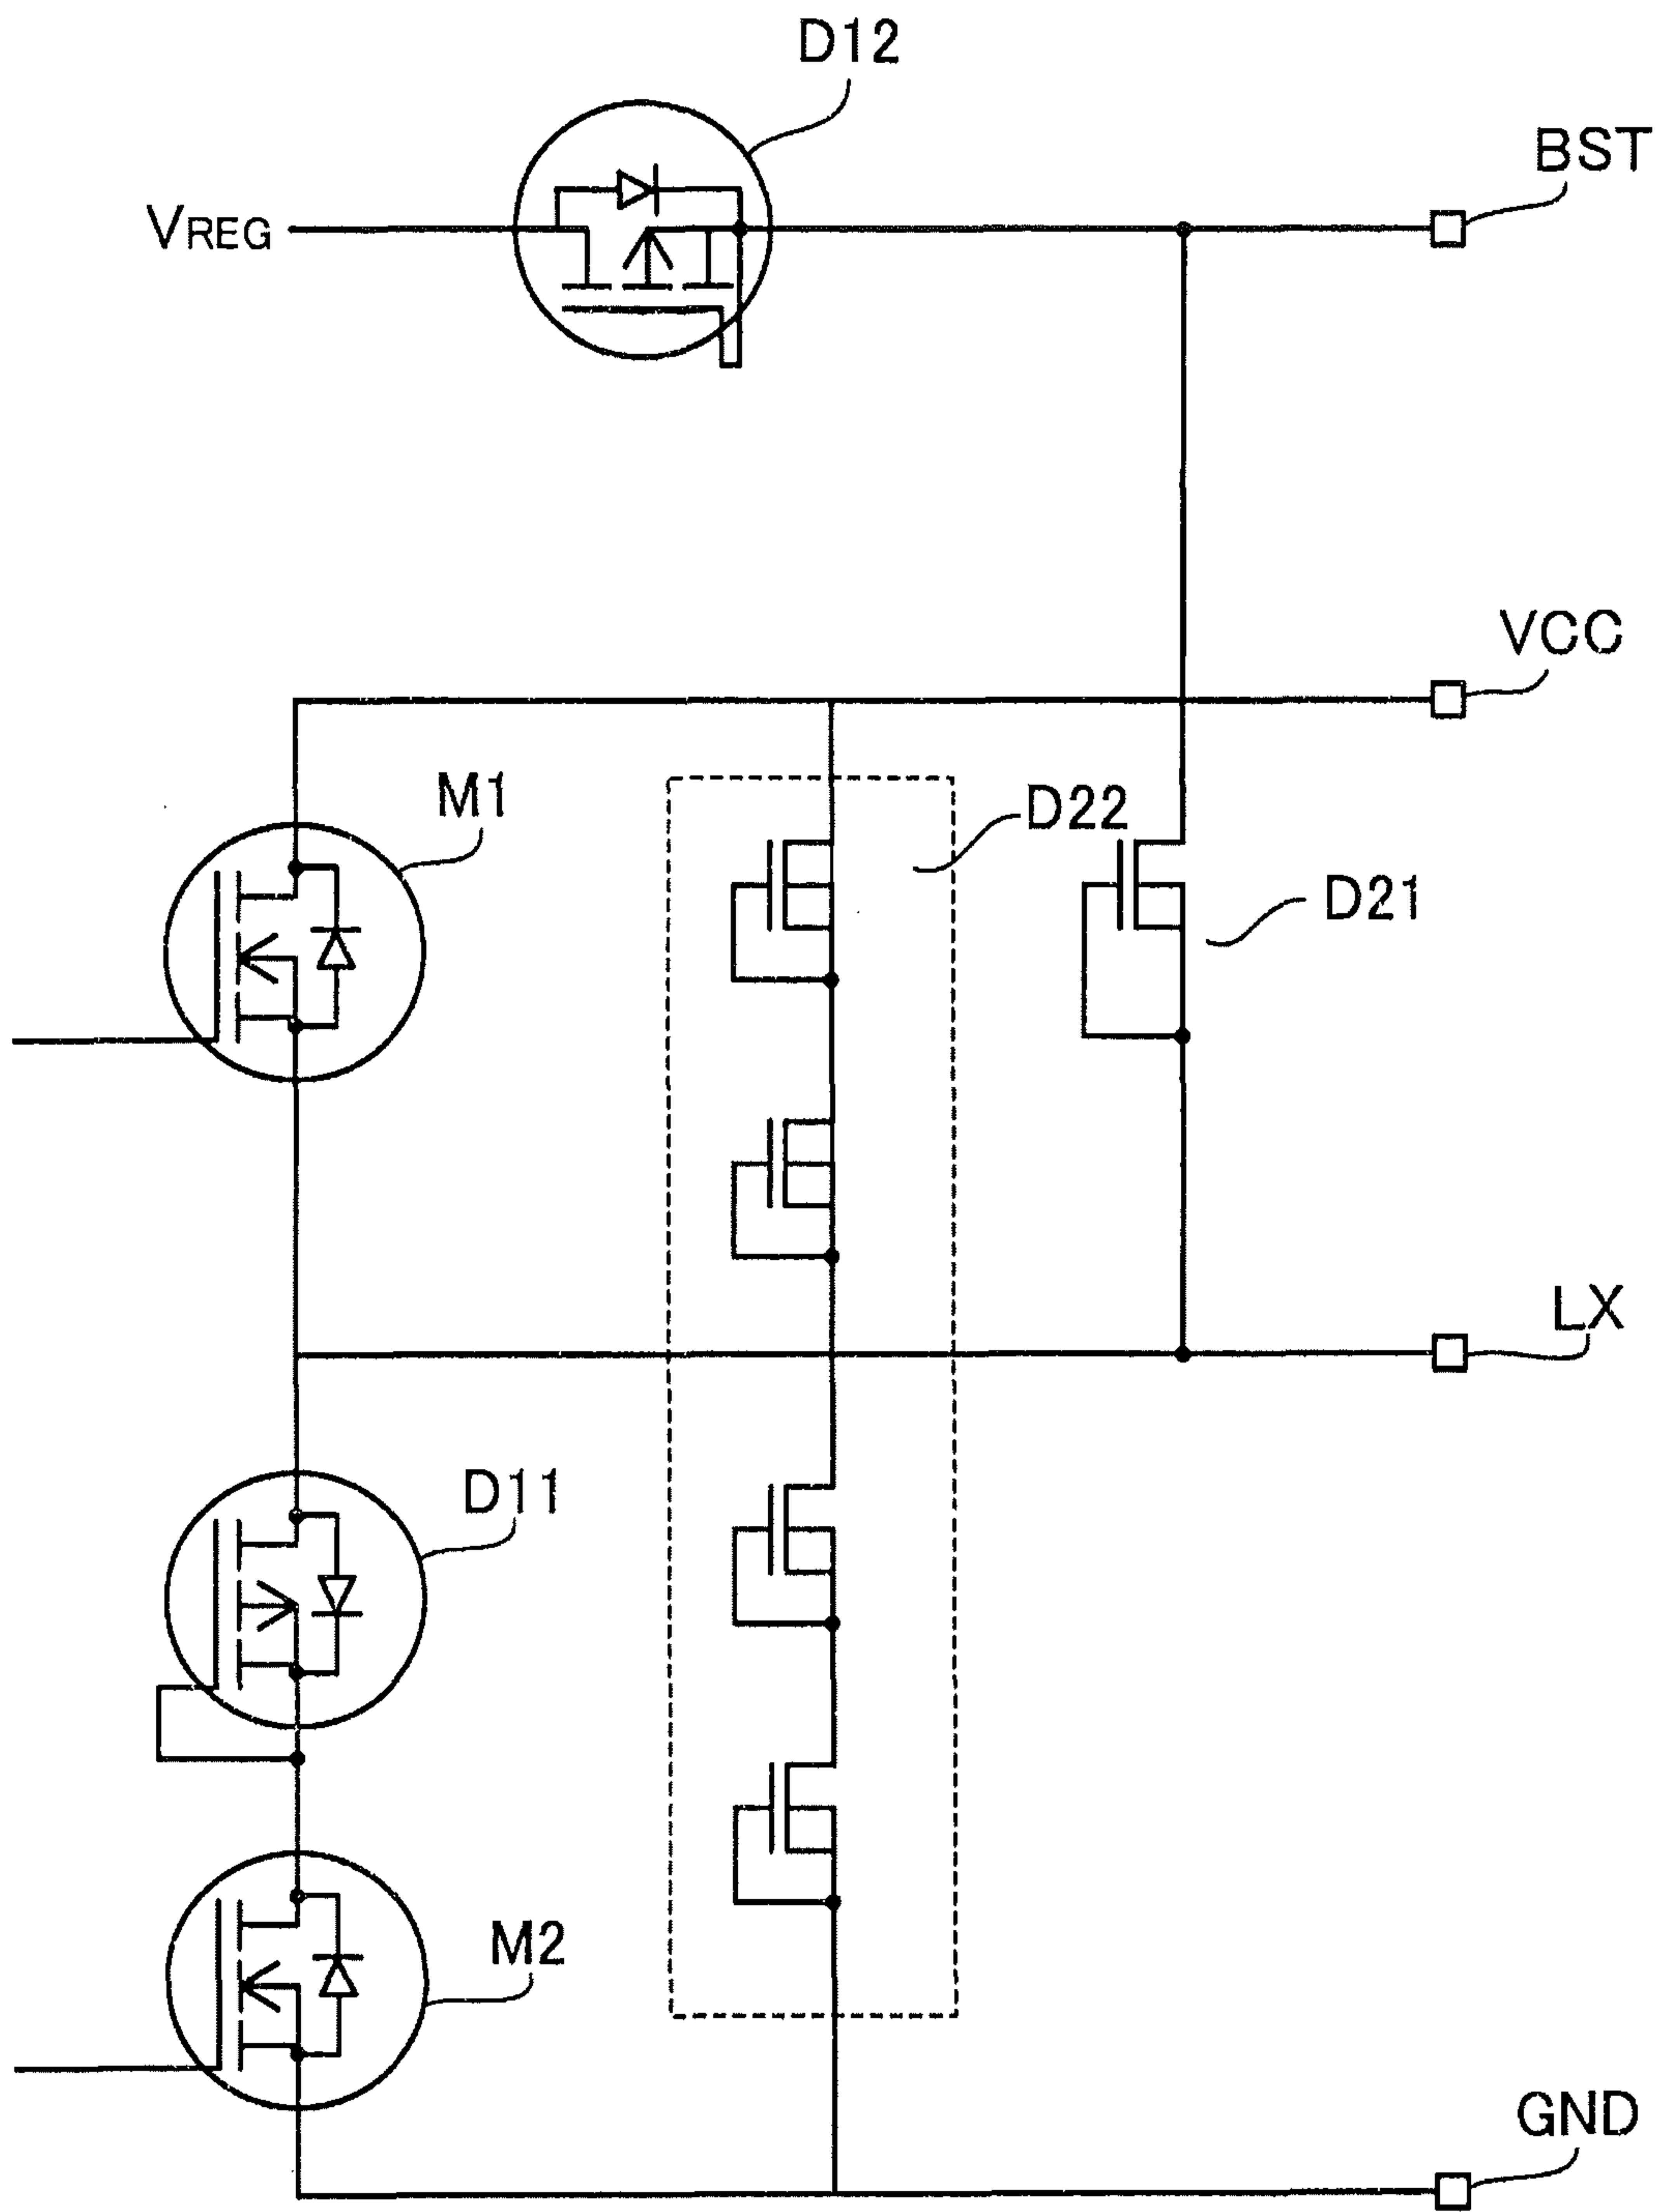 D12
BST
VREG
VCC
M1
D22
D21
LX
D11
M2
GND